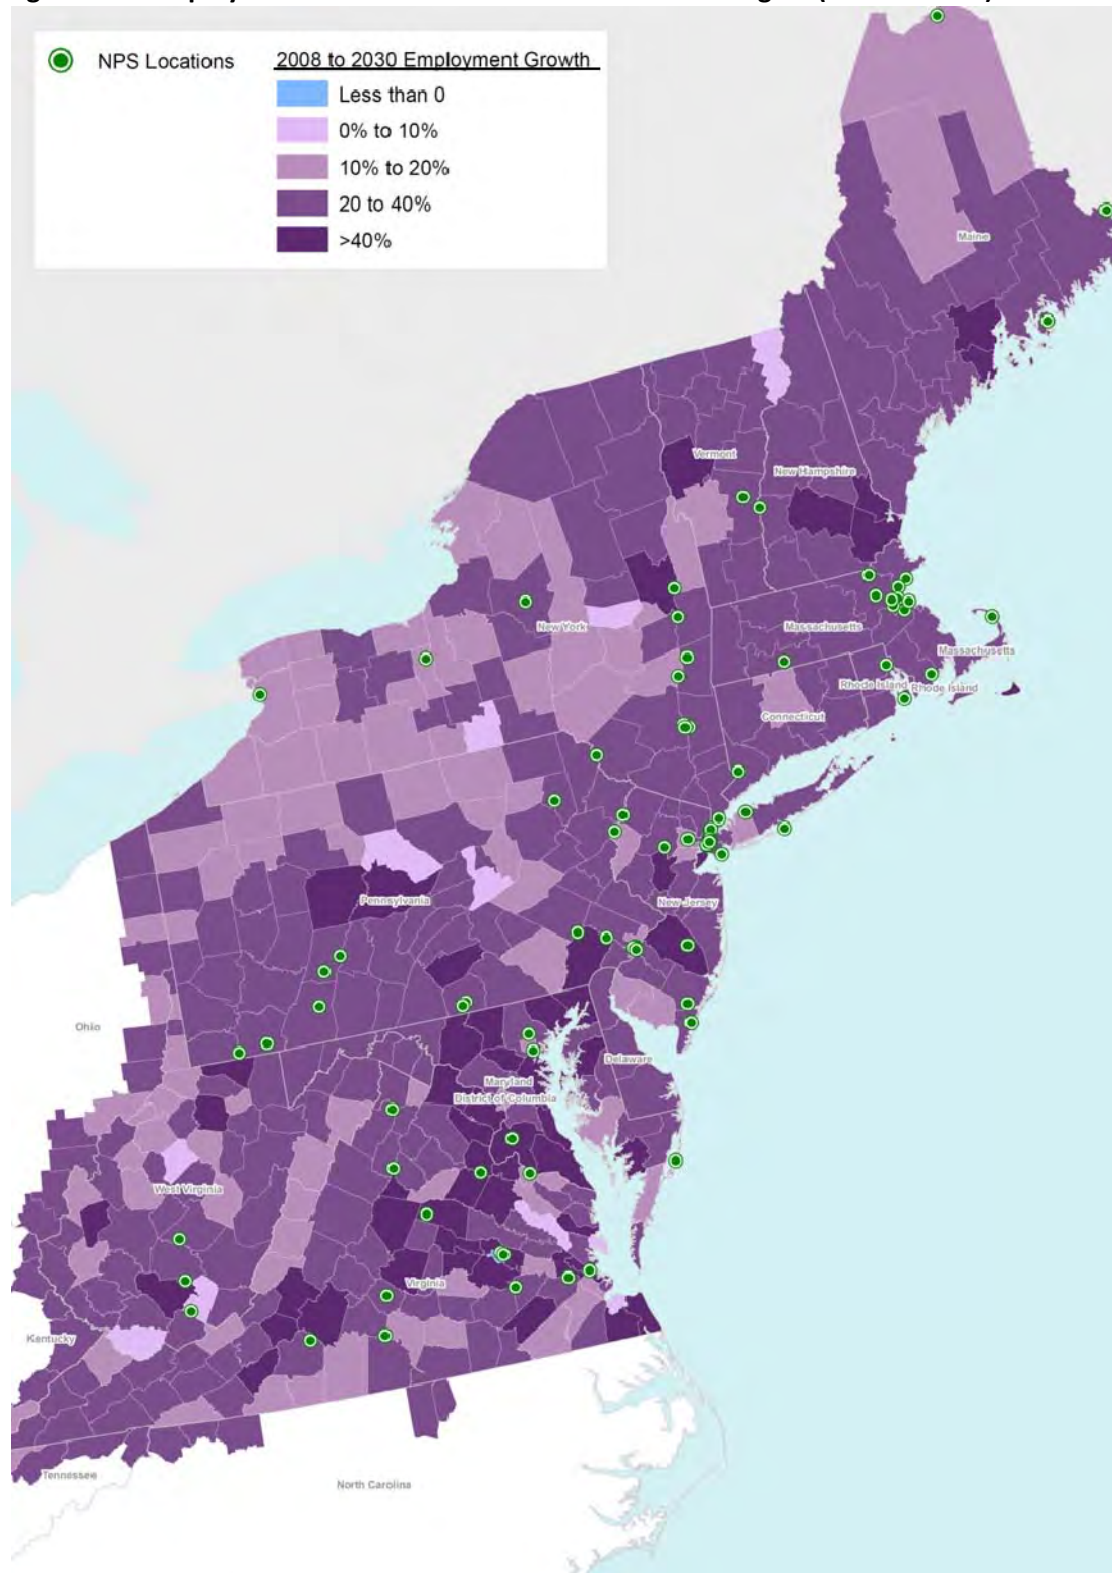 NPS Locations
2008 to 2030 Employment Growth
Less than 0
0% to 10%
10% to 20%
20 to 40%
>40%
Maine
Vermont
New Hampshire
New York
Massachusetts
Massachusetts
Rhode Island
Rhode Island
Connecticut
Pennsylvania
New Jersey
Ohio
Delaware
Maryland
District of Columbia
West Virginia
Virginia
Kentucky
Tennessee
North Carolina